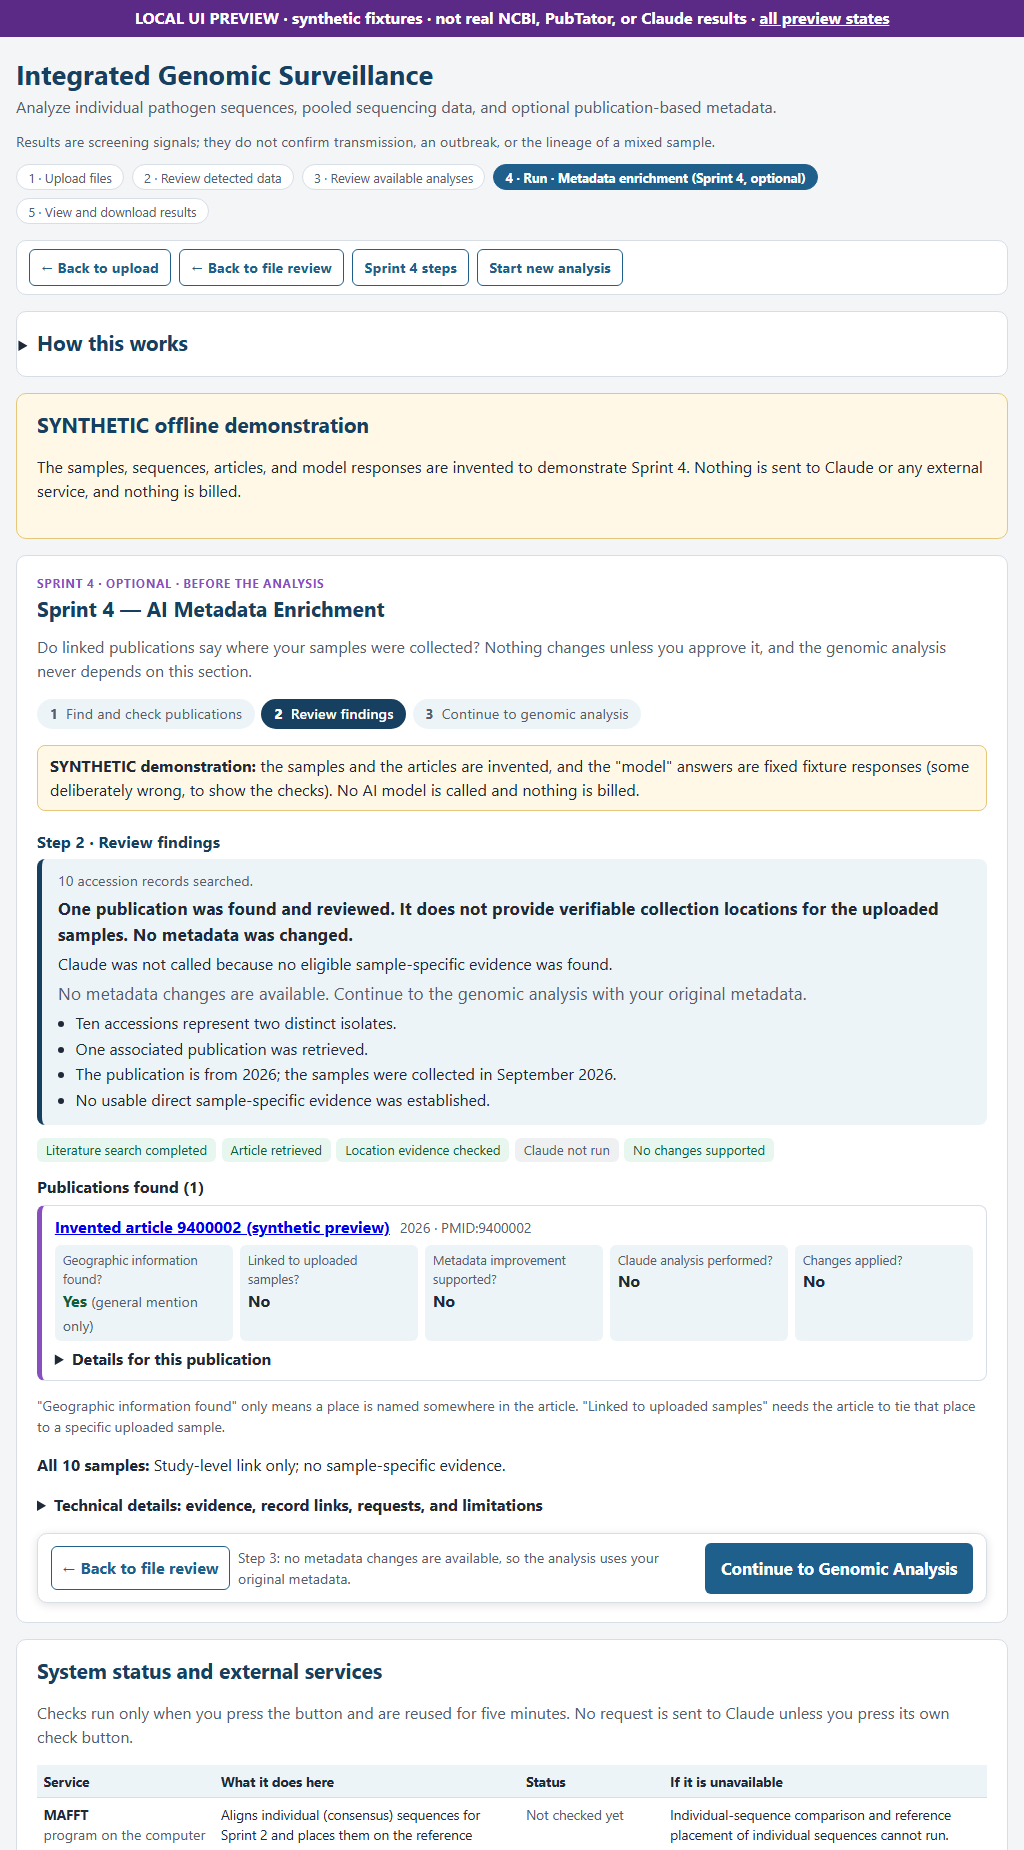 LOCAL UI PREVIEW · synthetic fixtures · not real NCBI, PubTator, or Claude results · all preview states
Integrated Genomic Surveillance
Analyze individual pathogen sequences, pooled sequencing data, and optional publication-based metadata.
Results are screening signals; they do not confirm transmission, an outbreak, or the lineage of a mixed sample.
1 · Upload files
2 · Review detected data
3 · Review available analyses
4 · Run · Metadata enrichment (Sprint 4, optional)
5 · View and download results
← Back to upload
← Back to file review
Sprint 4 steps
Start new analysis
▶ How this works
SYNTHETIC offline demonstration
The samples, sequences, articles, and model responses are invented to demonstrate Sprint 4. Nothing is sent to Claude or any external
service, and nothing is billed.
SPRINT 4 · OPTIONAL · BEFORE THE ANALYSIS
Sprint 4 — AI Metadata Enrichment
Do linked publications say where your samples were collected? Nothing changes unless you approve it, and the genomic analysis
never depends on this section.
1 Find and check publications
2 Review findings
3 Continue to genomic analysis
SYNTHETIC demonstration: the samples and the articles are invented, and the "model" answers are fixed fixture responses (some
deliberately wrong, to show the checks). No AI model is called and nothing is billed.
Step 2 · Review findings
10 accession records searched.
One publication was found and reviewed. It does not provide verifiable collection locations for the uploaded
samples. No metadata was changed.
Claude was not called because no eligible sample-specific evidence was found.
No metadata changes are available. Continue to the genomic analysis with your original metadata.
• Ten accessions represent two distinct isolates.
• One associated publication was retrieved.
• The publication is from 2026; the samples were collected in September 2026.
• No usable direct sample-specific evidence was established.
Literature search completed
Article retrieved
Location evidence checked
Claude not run
No changes supported
Publications found (1)
Invented article 9400002 (synthetic preview) 2026 · PMID:9400002
Geographic information
found?
Yes (general mention
only)
Linked to uploaded
samples?
No
Metadata improvement
supported?
No
Claude analysis performed?
No
Changes applied?
No
▶ Details for this publication
"Geographic information found" only means a place is named somewhere in the article. "Linked to uploaded samples" needs the article to tie that place
to a specific uploaded sample.
All 10 samples: Study-level link only; no sample-specific evidence.
▶ Technical details: evidence, record links, requests, and limitations
← Back to file review
Step 3: no metadata changes are available, so the analysis uses your
original metadata.
Continue to Genomic Analysis
System status and external services
Checks run only when you press the button and are reused for five minutes. No request is sent to Claude unless you press its own
check button.
Service
What it does here
Status
If it is unavailable
MAFFT
program on the computer
Aligns individual (consensus) sequences for
Sprint 2 and places them on the reference
Not checked yet
Individual-sequence comparison and reference
placement of individual sequences cannot run.